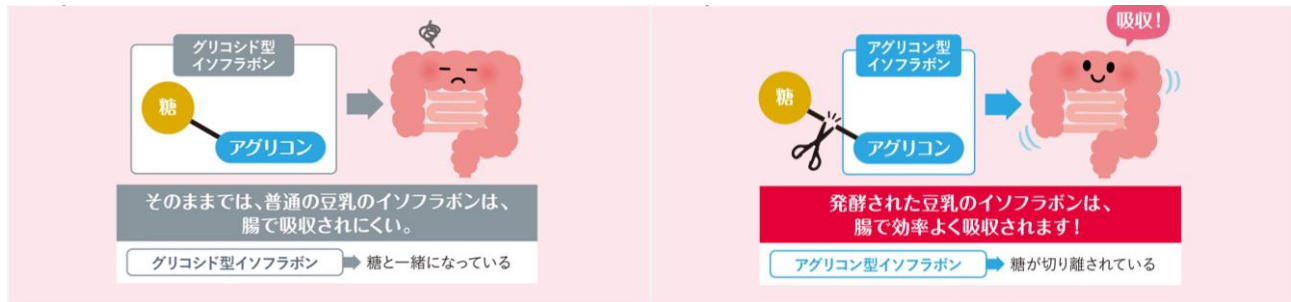 グリコシド型
イソフラボン
糖
アグリコン
そのままでは、普通の豆乳のイソフラボンは、
腸で吸収されにくい。
グリコシド型イソフラボン
糖と一緒になっている
吸収！
アグリコン型
イソフラボン
糖
アグリコン
発酵された豆乳のイソフラボンは、
腸で効率よく吸収されます！
アグリコン型イソフラボン
糖が切り離されている